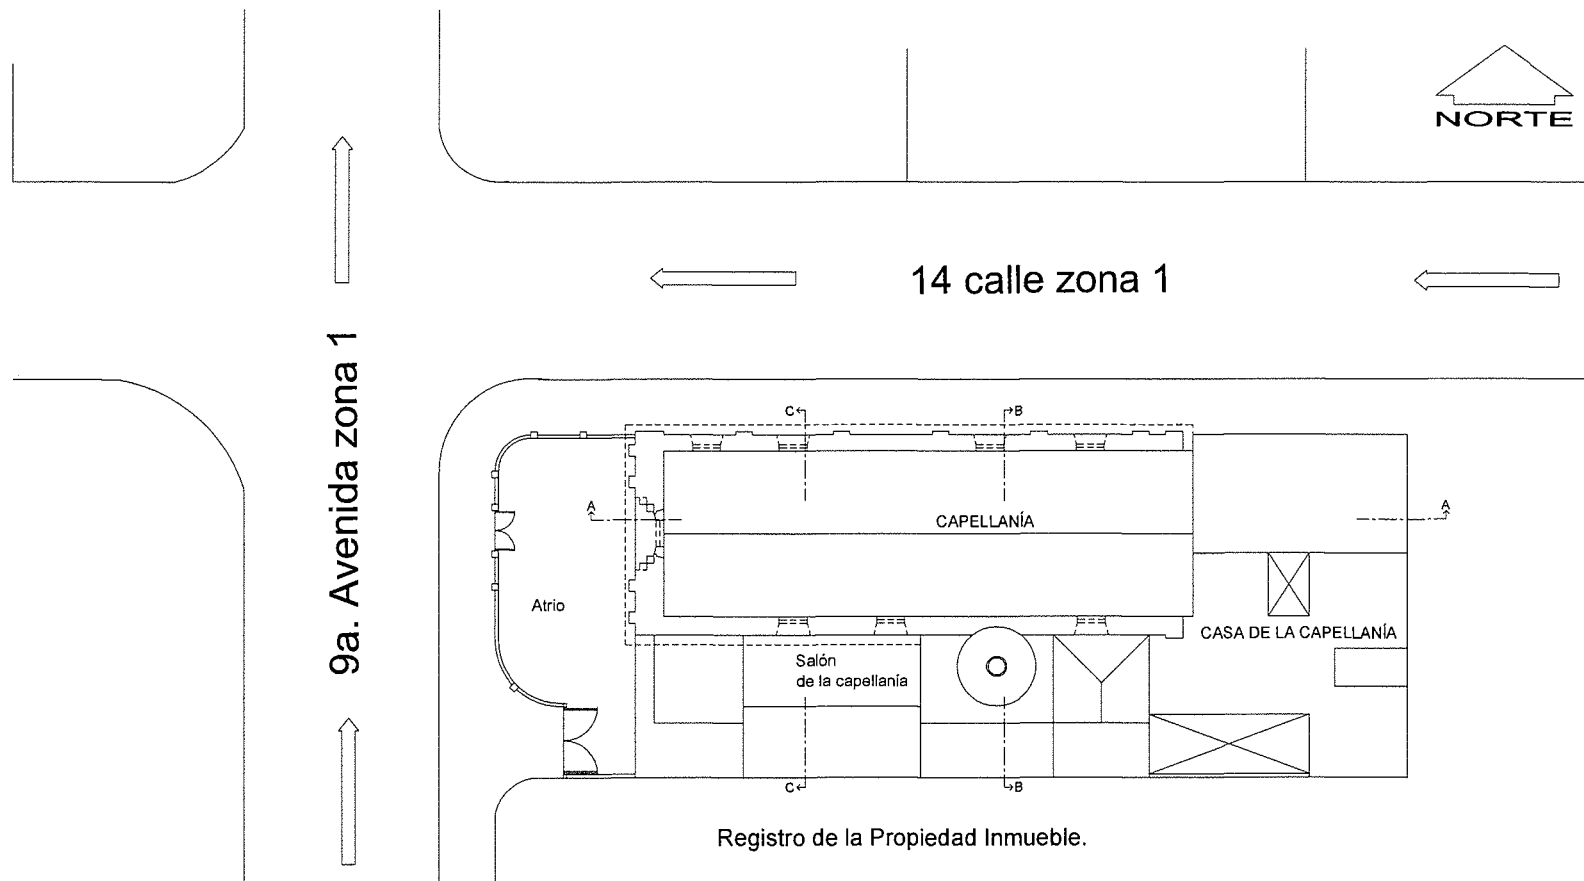 NORTE
14 calle zona 1
9a. Avenida zona 1
C B
A A
CAPELLANÍA
Atrio
CASA DE LA CAPELLANÍA
Salón
de la capellanía
C B
Registro de la Propiedad Inmueble.